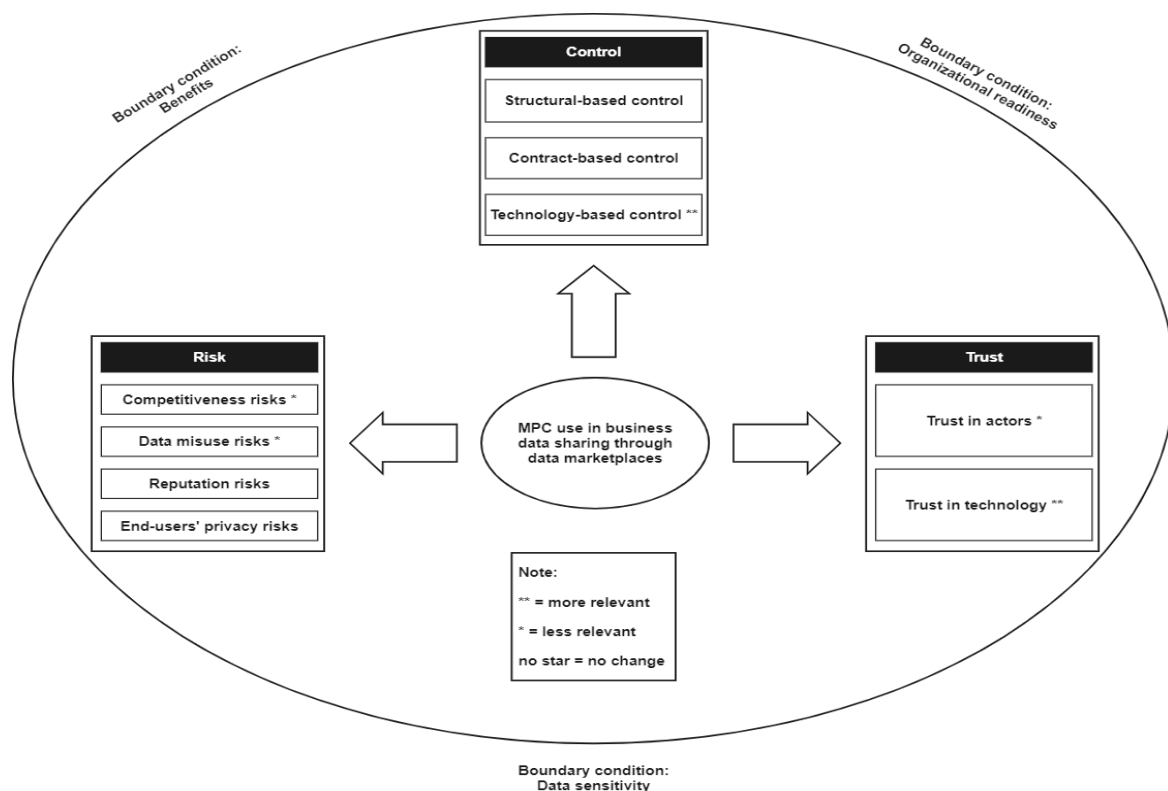 Boundary condition:
Benefits
Boundary condition:
Organizational readiness
Control
Structural-based control
Contract-based control
Technology-based control **
Risk
Competitiveness risks *
Data misuse risks *
Reputation risks
End-users' privacy risks
MPC use in business
data sharing through
data marketplaces
Trust
Trust in actors *
Trust in technology **
Note:
** = more relevant
* = less relevant
no star = no change
Boundary condition:
Data sensitivity